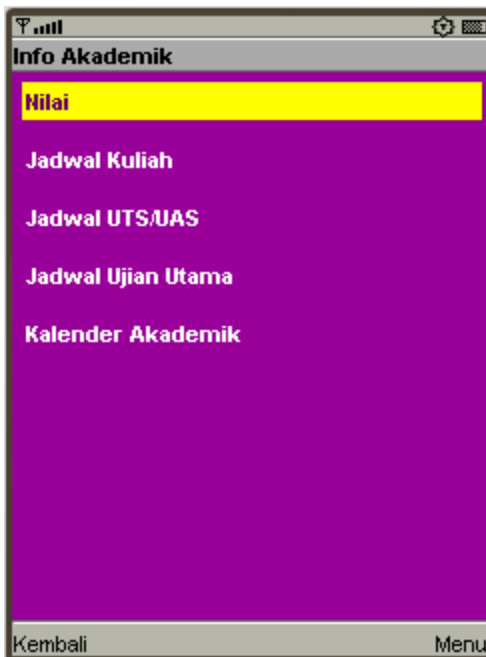 Info Akademik
Nilai
Jadwal Kuliah
Jadwal UTS/UAS
Jadwal Ujian Utama
Kalender Akademik
Kembali Menu